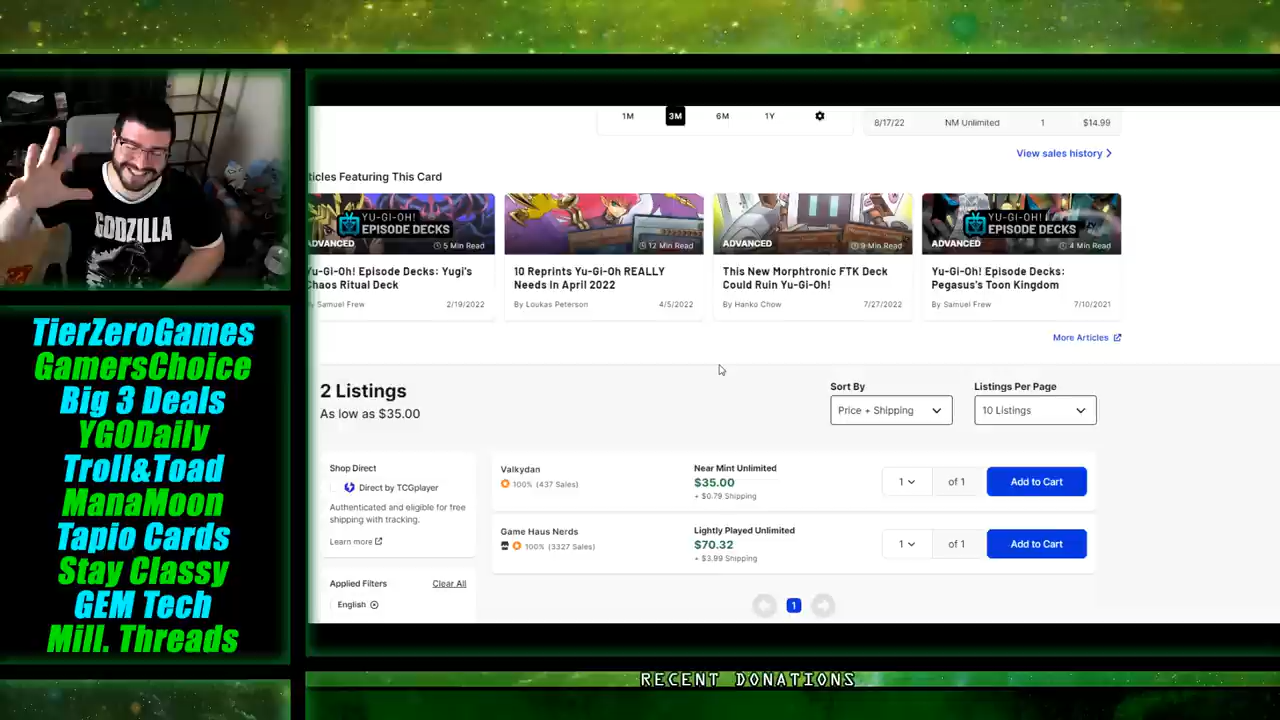 GODZILLA
TierZeroGames
GamersChoice
Big 3 Deals
YGODaily
Troll&Toad
ManaMoon
Tapio Cards
Stay Classy
GEM Tech
Mill. Threads
1M
3M
6M
1Y
8/17/22 NM Unlimited 1 $14.99
View sales history
ticles Featuring This Card
YU-GI-OH!
EPISODE DECKS
ADVANCED
5 Min Read
Yu-Gi-Oh! Episode Decks: Yugi's
Chaos Ritual Deck
By Samuel Frew 2/19/2022
12 Min Read
10 Reprints Yu-Gi-Oh REALLY
Needs In April 2022
By Loukas Peterson 4/5/2022
ADVANCED
9 Min Read
This New Morphtronic FTK Deck
Could Ruin Yu-Gi-Oh!
By Hanko Chow 7/27/2022
YU-GI-OH!
EPISODE DECKS
ADVANCED
4 Min Read
Yu-Gi-Oh! Episode Decks:
Pegasus's Toon Kingdom
By Samuel Frew 7/10/2021
More Articles
2 Listings
As low as $35.00
Sort By
Price + Shipping
Listings Per Page
10 Listings
Shop Direct
Direct by TCGplayer
Authenticated and eligible for free
shipping with tracking.
Learn more
Applied Filters Clear All
English
Valkydan
100% (437 Sales)
Near Mint Unlimited
$35.00
+ $0.79 Shipping
1 of 1 Add to Cart
Game Haus Nerds
100% (3327 Sales)
Lightly Played Unlimited
$70.32
+ $3.99 Shipping
1 of 1 Add to Cart
1
RECENT DONATIONS